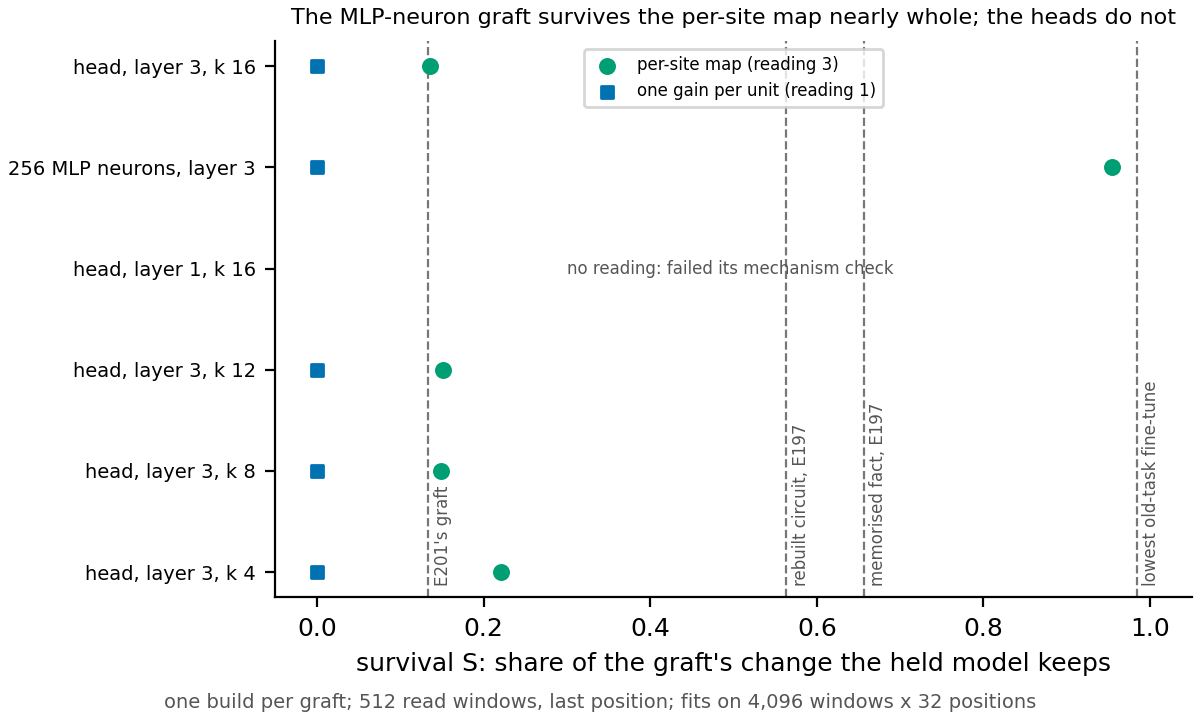 The MLP-neuron graft survives the per-site map nearly whole; the heads do not
head, layer 3, k 16
256 MLP neurons, layer 3
head, layer 1, k 16
head, layer 3, k 12
head, layer 3, k 8
head, layer 3, k 4
per-site map (reading 3)
one gain per unit (reading 1)
no reading: failed its mechanism check
E201's graft
rebuilt circuit, E197
memorised fact, E197
lowest old-task fine-tune
0.0 0.2 0.4 0.6 0.8 1.0
survival S: share of the graft's change the held model keeps
one build per graft; 512 read windows, last position; fits on 4,096 windows x 32 positions